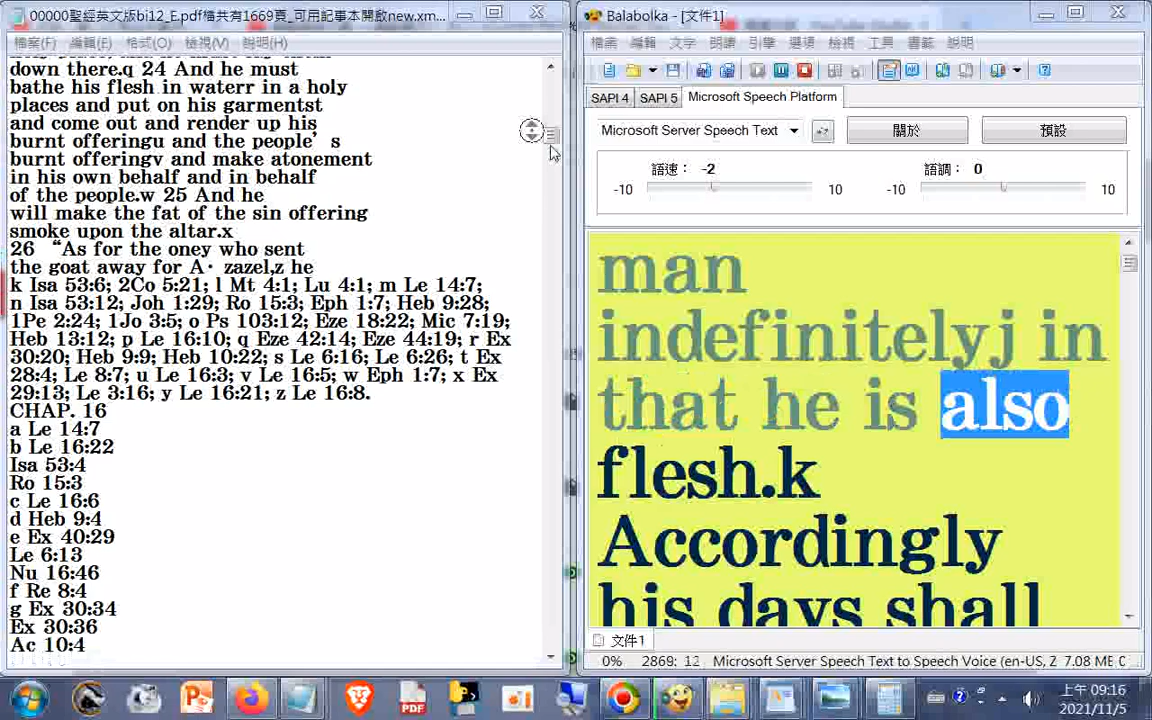 00000聖經英文版bi12_E.pdf檔共有1669頁_可用記事本開啟new.xm...
檔案(F) 編輯(E) 格式(O) 檢視(V) 說明(H)
down there.q 24 And he must
bathe his flesh in waterr in a holy
places and put on his garmentst
and come out and render up his
burnt offeringu and the people’s
burnt offeringv and make atonement
in his own behalf and in behalf
of the people.w 25 And he
will make the fat of the sin offering
smoke upon the altar.x
26 “As for the oney who sent
the goat away for A· zazel,z he
k Isa 53:6; 2Co 5:21; l Mt 4:1; Lu 4:1; m Le 14:7;
n Isa 53:12; Joh 1:29; Ro 15:3; Eph 1:7; Heb 9:28;
1Pe 2:24; 1Jo 3:5; o Ps 103:12; Eze 18:22; Mic 7:19;
Heb 13:12; p Le 16:10; q Eze 42:14; Eze 44:19; r Ex
30:20; Heb 9:9; Heb 10:22; s Le 6:16; Le 6:26; t Ex
28:4; Le 8:7; u Le 16:3; v Le 16:5; w Eph 1:7; x Ex
29:13; Le 3:16; y Le 16:21; z Le 16:8.
CHAP. 16
a Le 14:7
b Le 16:22
Isa 53:4
Ro 15:3
c Le 16:6
d Heb 9:4
e Ex 40:29
Le 6:13
Nu 16:46
f Re 8:4
g Ex 30:34
Ex 30:36
Ac 10:4
Balabolka - [文件1]
檔案 編輯 文字 朗讀 引擎 選項 檢視 工具 書籤 說明
SAPI 4 SAPI 5 Microsoft Speech Platform
Microsoft Server Speech Text 關於 預設
語速： -2 語調： 0
-10 10 -10 10
man
indefinitelyj in
that he is also
flesh.k
Accordingly
his days shall
文件1
0% 2869: 12 Microsoft Server Speech Text to Speech Voice (en-US, Z 7.08 ME
上午 09:16
2021/11/5